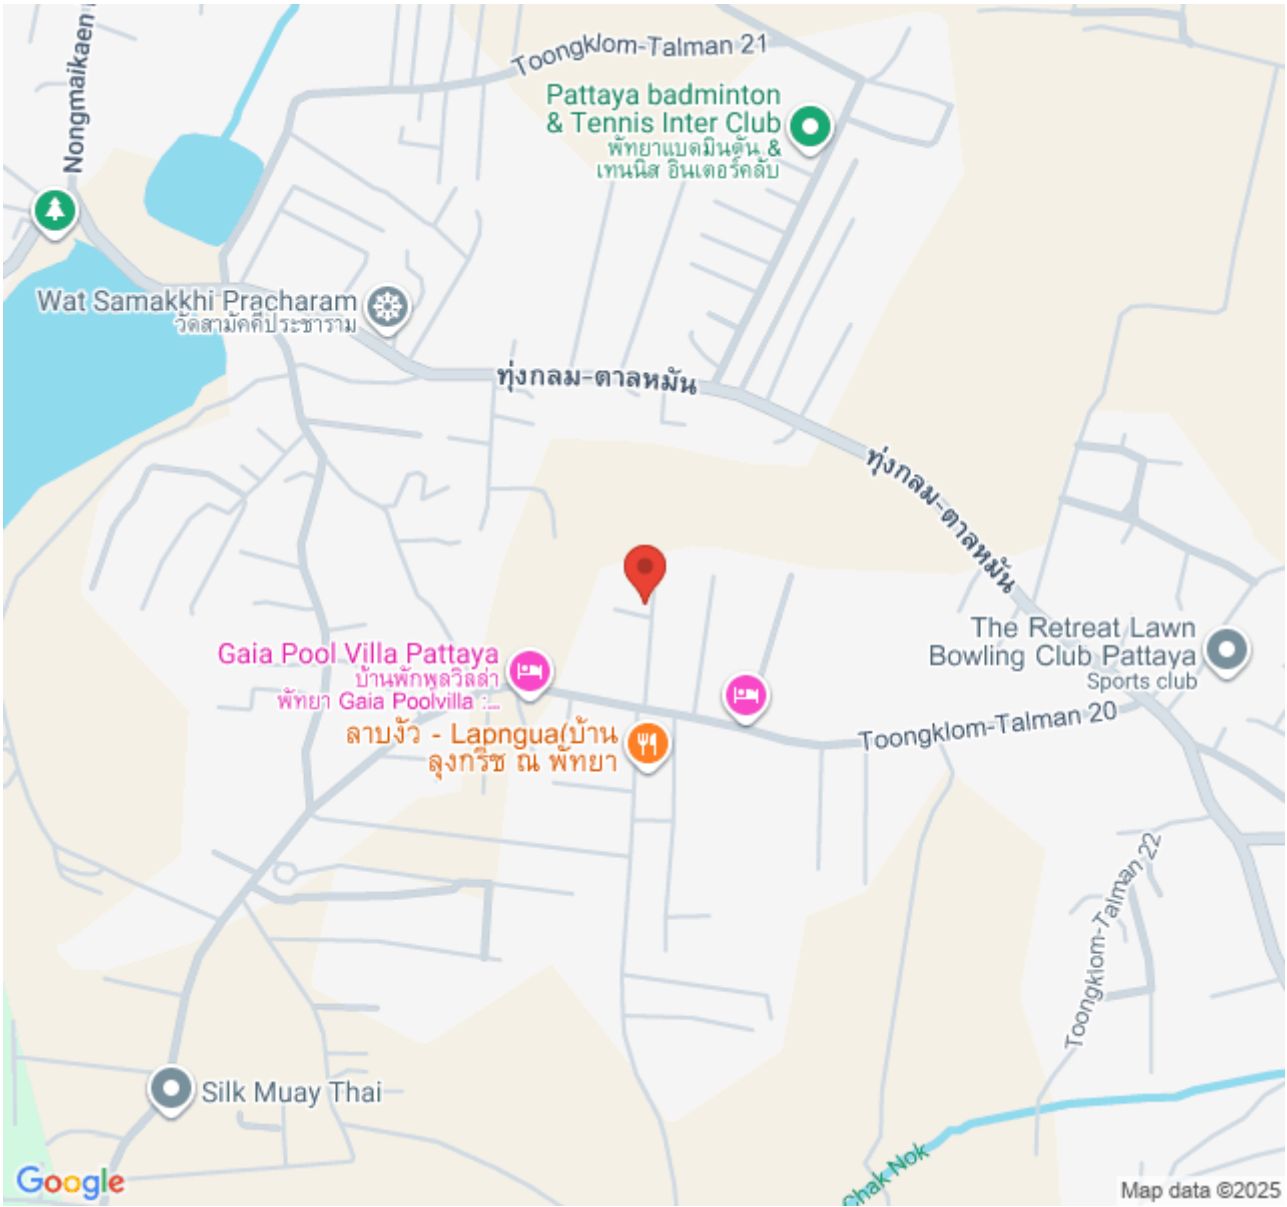 Nongmaikaen
Toongklom-Talman 21
Pattaya badminton
& Tennis Inter Club
พัทยาแบดมินตัน &
เทนนิส อินเตอร์คลับ
Wat Samakkhi Pracharam
วัดสามัคคีประชาราม
ทุ่งกลม-ตาลหมัน
ทุ่งกลม-ตาลหมัน
The Retreat Lawn
Bowling Club Pattaya
Sports club
Gaia Pool Villa Pattaya
บ้านพักพูลวิลล่า
พัทยา Gaia Poolvilla :...
ลาบงัว - Lapngua(บ้าน
ลุงกริช ณ พัทยา
Toongklom-Talman 20
Toongklom-Talman 22
Silk Muay Thai
Chak Nok
Google
Map data ©2025